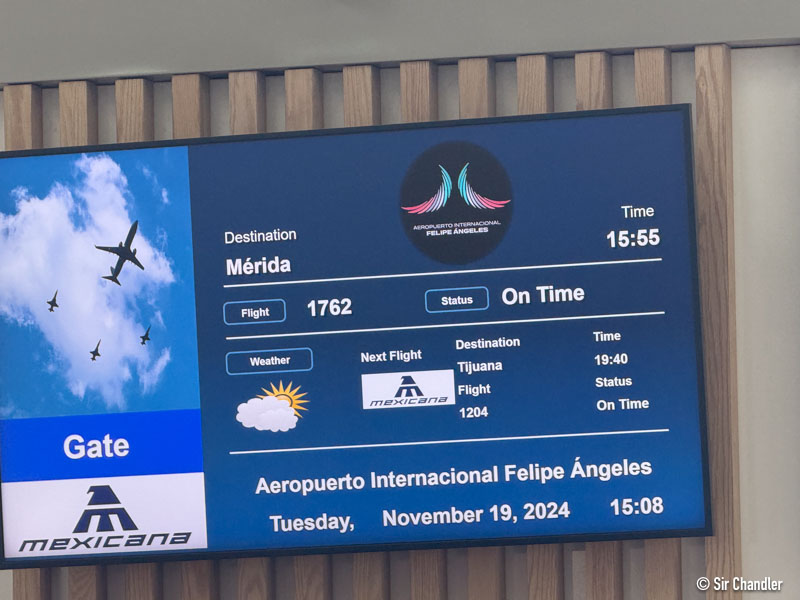 AEROPUERTO INTERNACIONAL
FELIPE ÁNGELES
Destination
Mérida
Time
15:55
Flight
1762
Status
On Time
Weather
Next Flight
mexicana
Destination
Tijuana
Flight
1204
Time
19:40
Status
On Time
Gate
mexicana
Aeropuerto Internacional Felipe Ángeles
Tuesday, November 19, 2024 15:08
© Sir Chandler